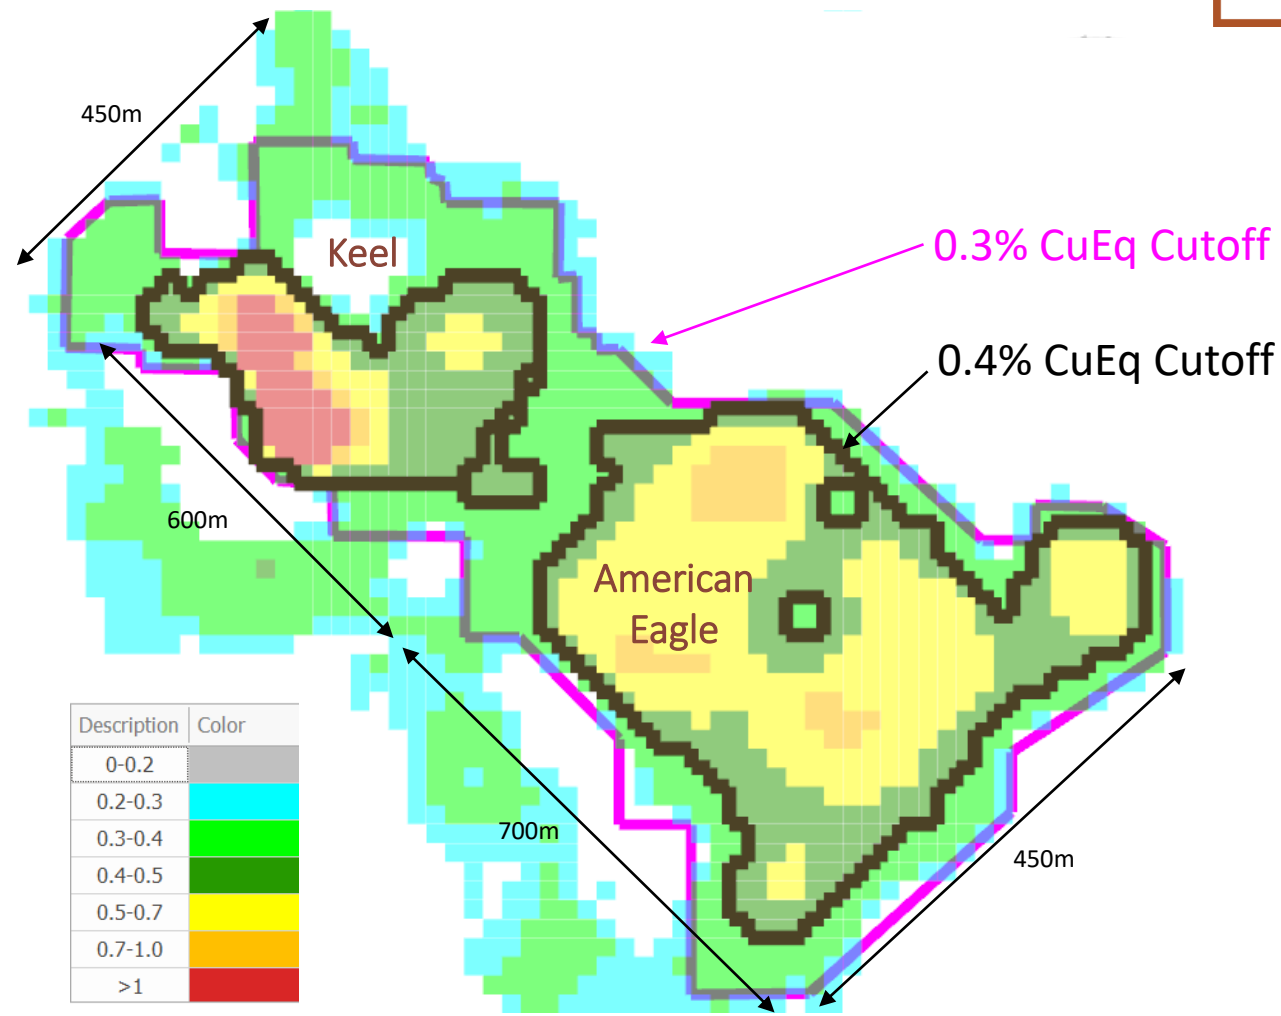 450m
Keel
0.3% CuEq Cutoff
0.4% CuEq Cutoff
600m
American
Eagle
Description Color
0-0.2
0.2-0.3
0.3-0.4
0.4-0.5
0.5-0.7
0.7-1.0
>1
700m
450m